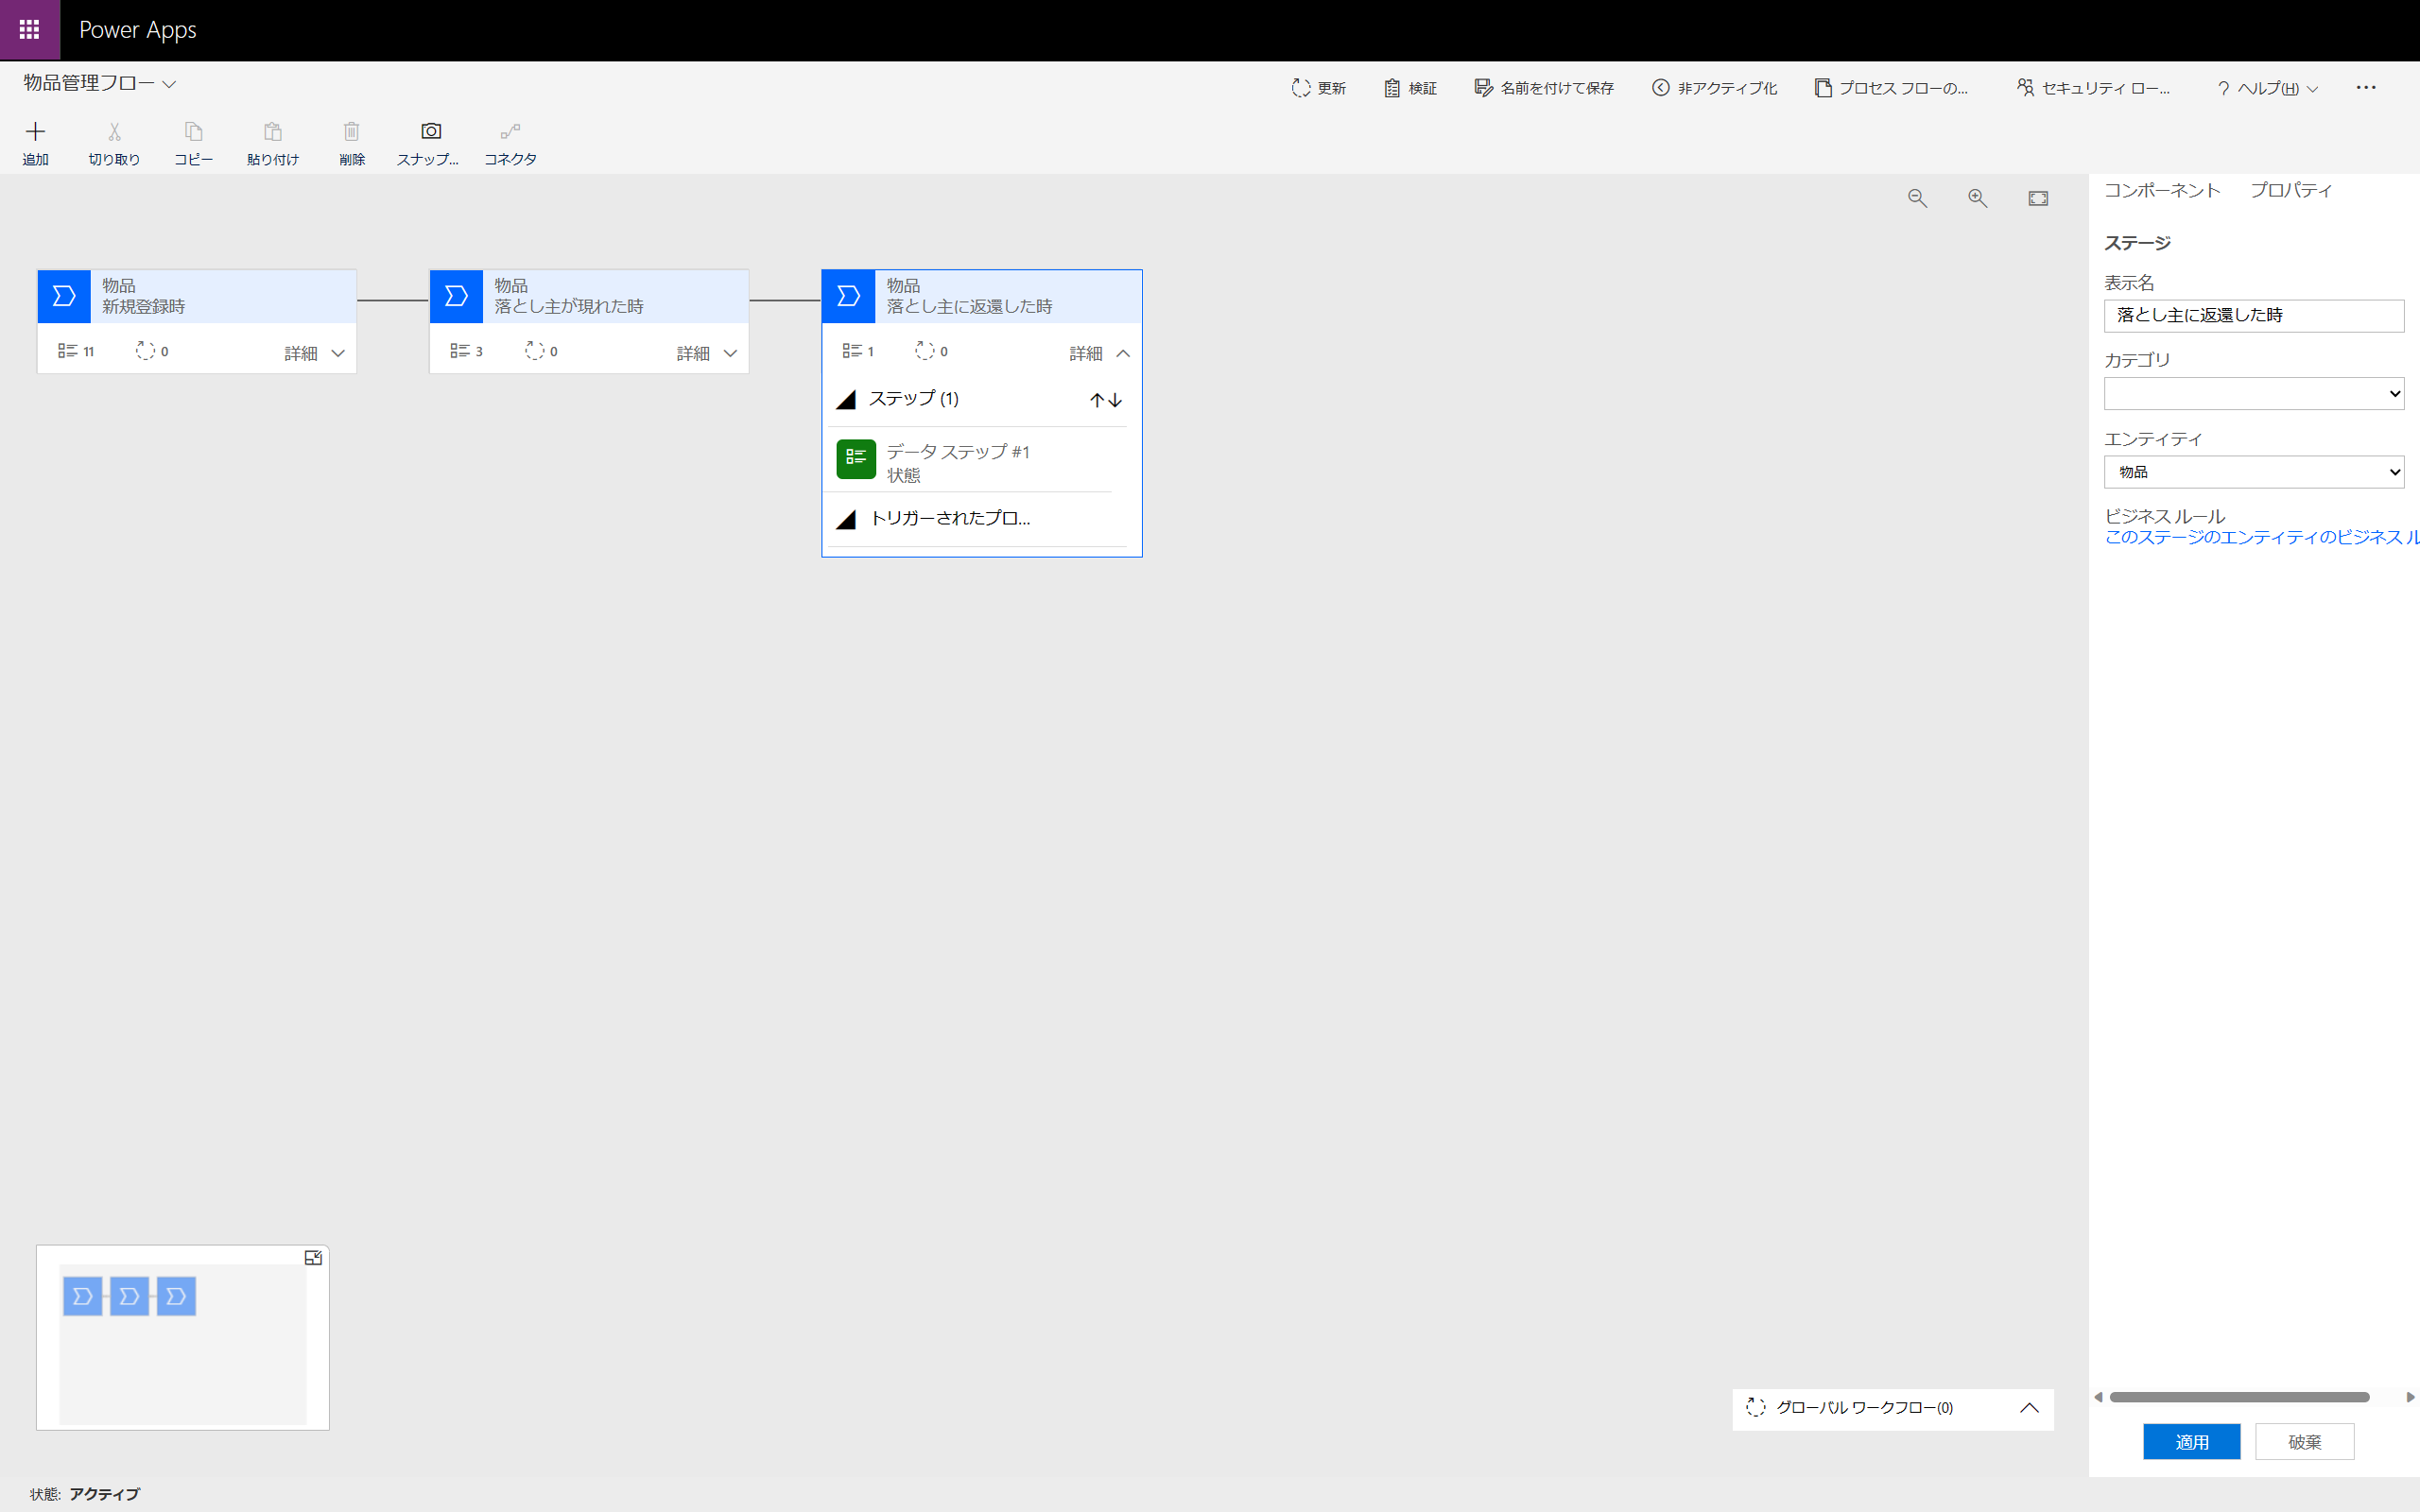 Power Apps
物品管理フロー
更新
検証
名前を付けて保存
非アクティブ化
プロセス フローの...
セキュリティ ロー...
? ヘルプ(H)
...
追加
切り取り
コピー
貼り付け
削除
スナップ...
コネクタ
コンポーネント
プロパティ
物品
新規登録時
11
0
詳細
物品
落とし主が現れた時
3
0
詳細
物品
落とし主に返還した時
1
0
詳細
ステップ (1)
データ ステップ #1
状態
トリガーされたプロ...
ステージ
表示名
落とし主に返還した時
カテゴリ
エンティティ
物品
ビジネス ルール
このステージのエンティティのビジネス ル
グローバル ワークフロー(0)
適用
破棄
状態: アクティブ